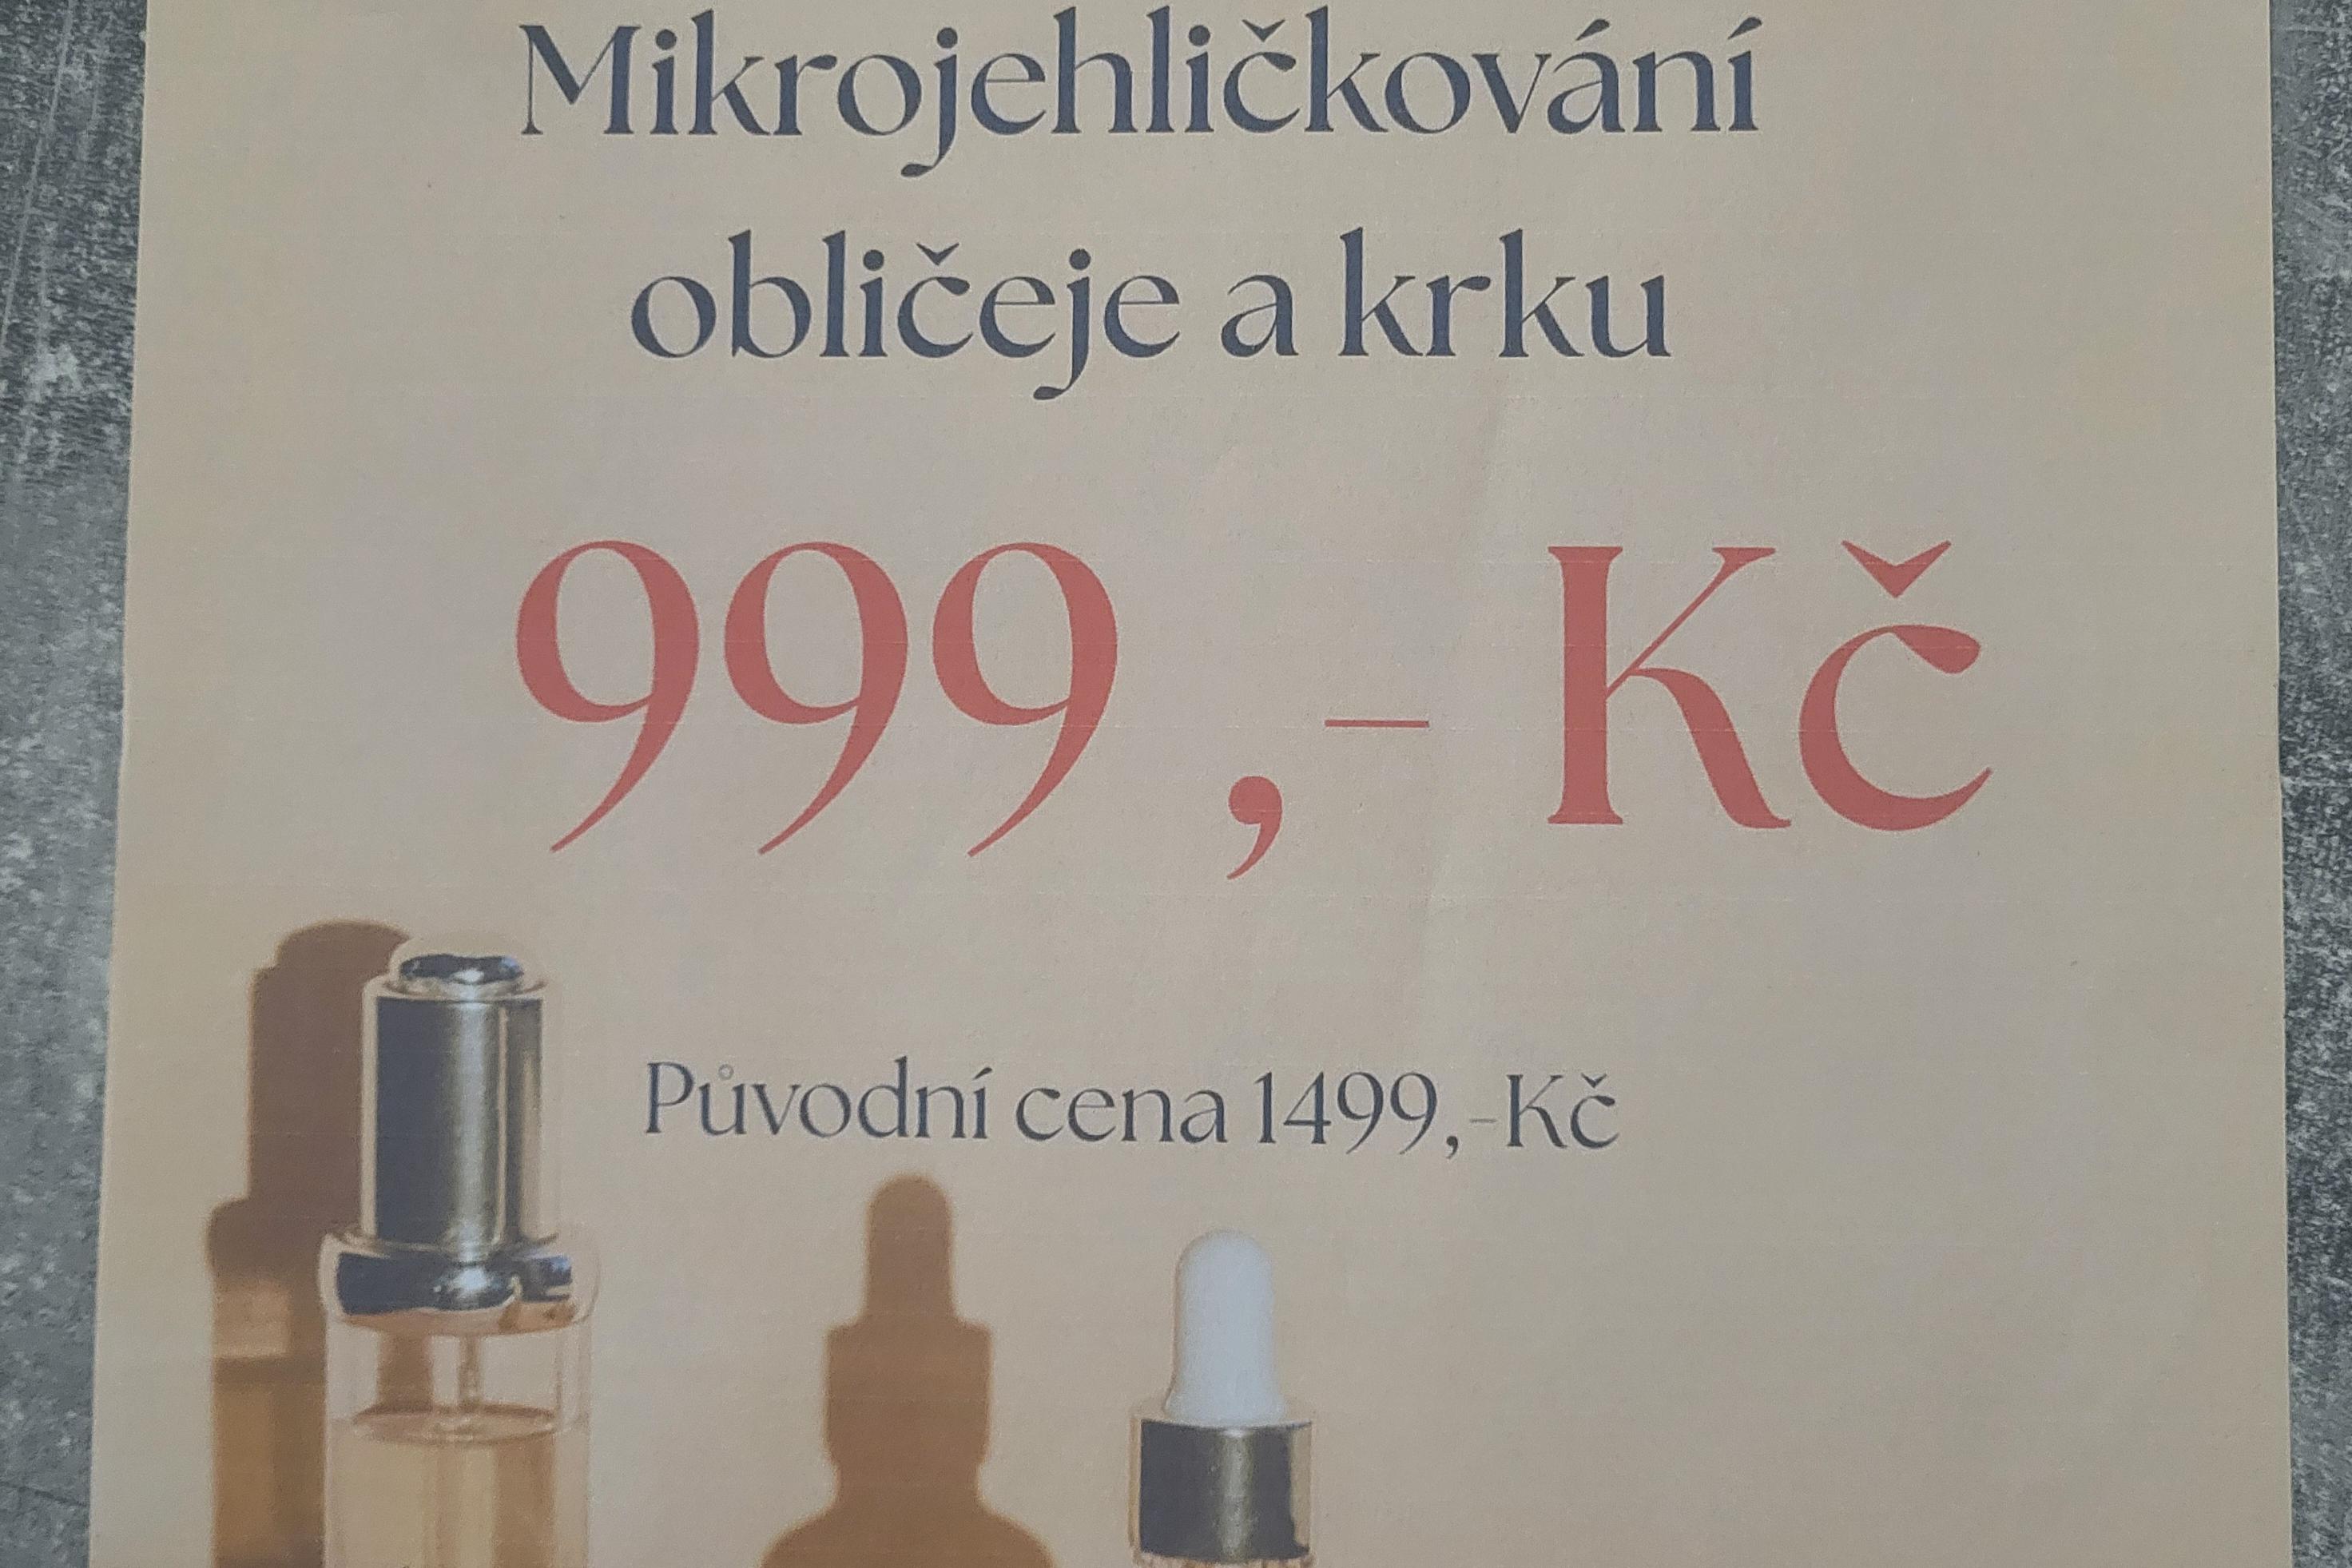 Mikrojehličkování
obličeje a krku
999 ,- Kč
Původní cena 1499,-Kč